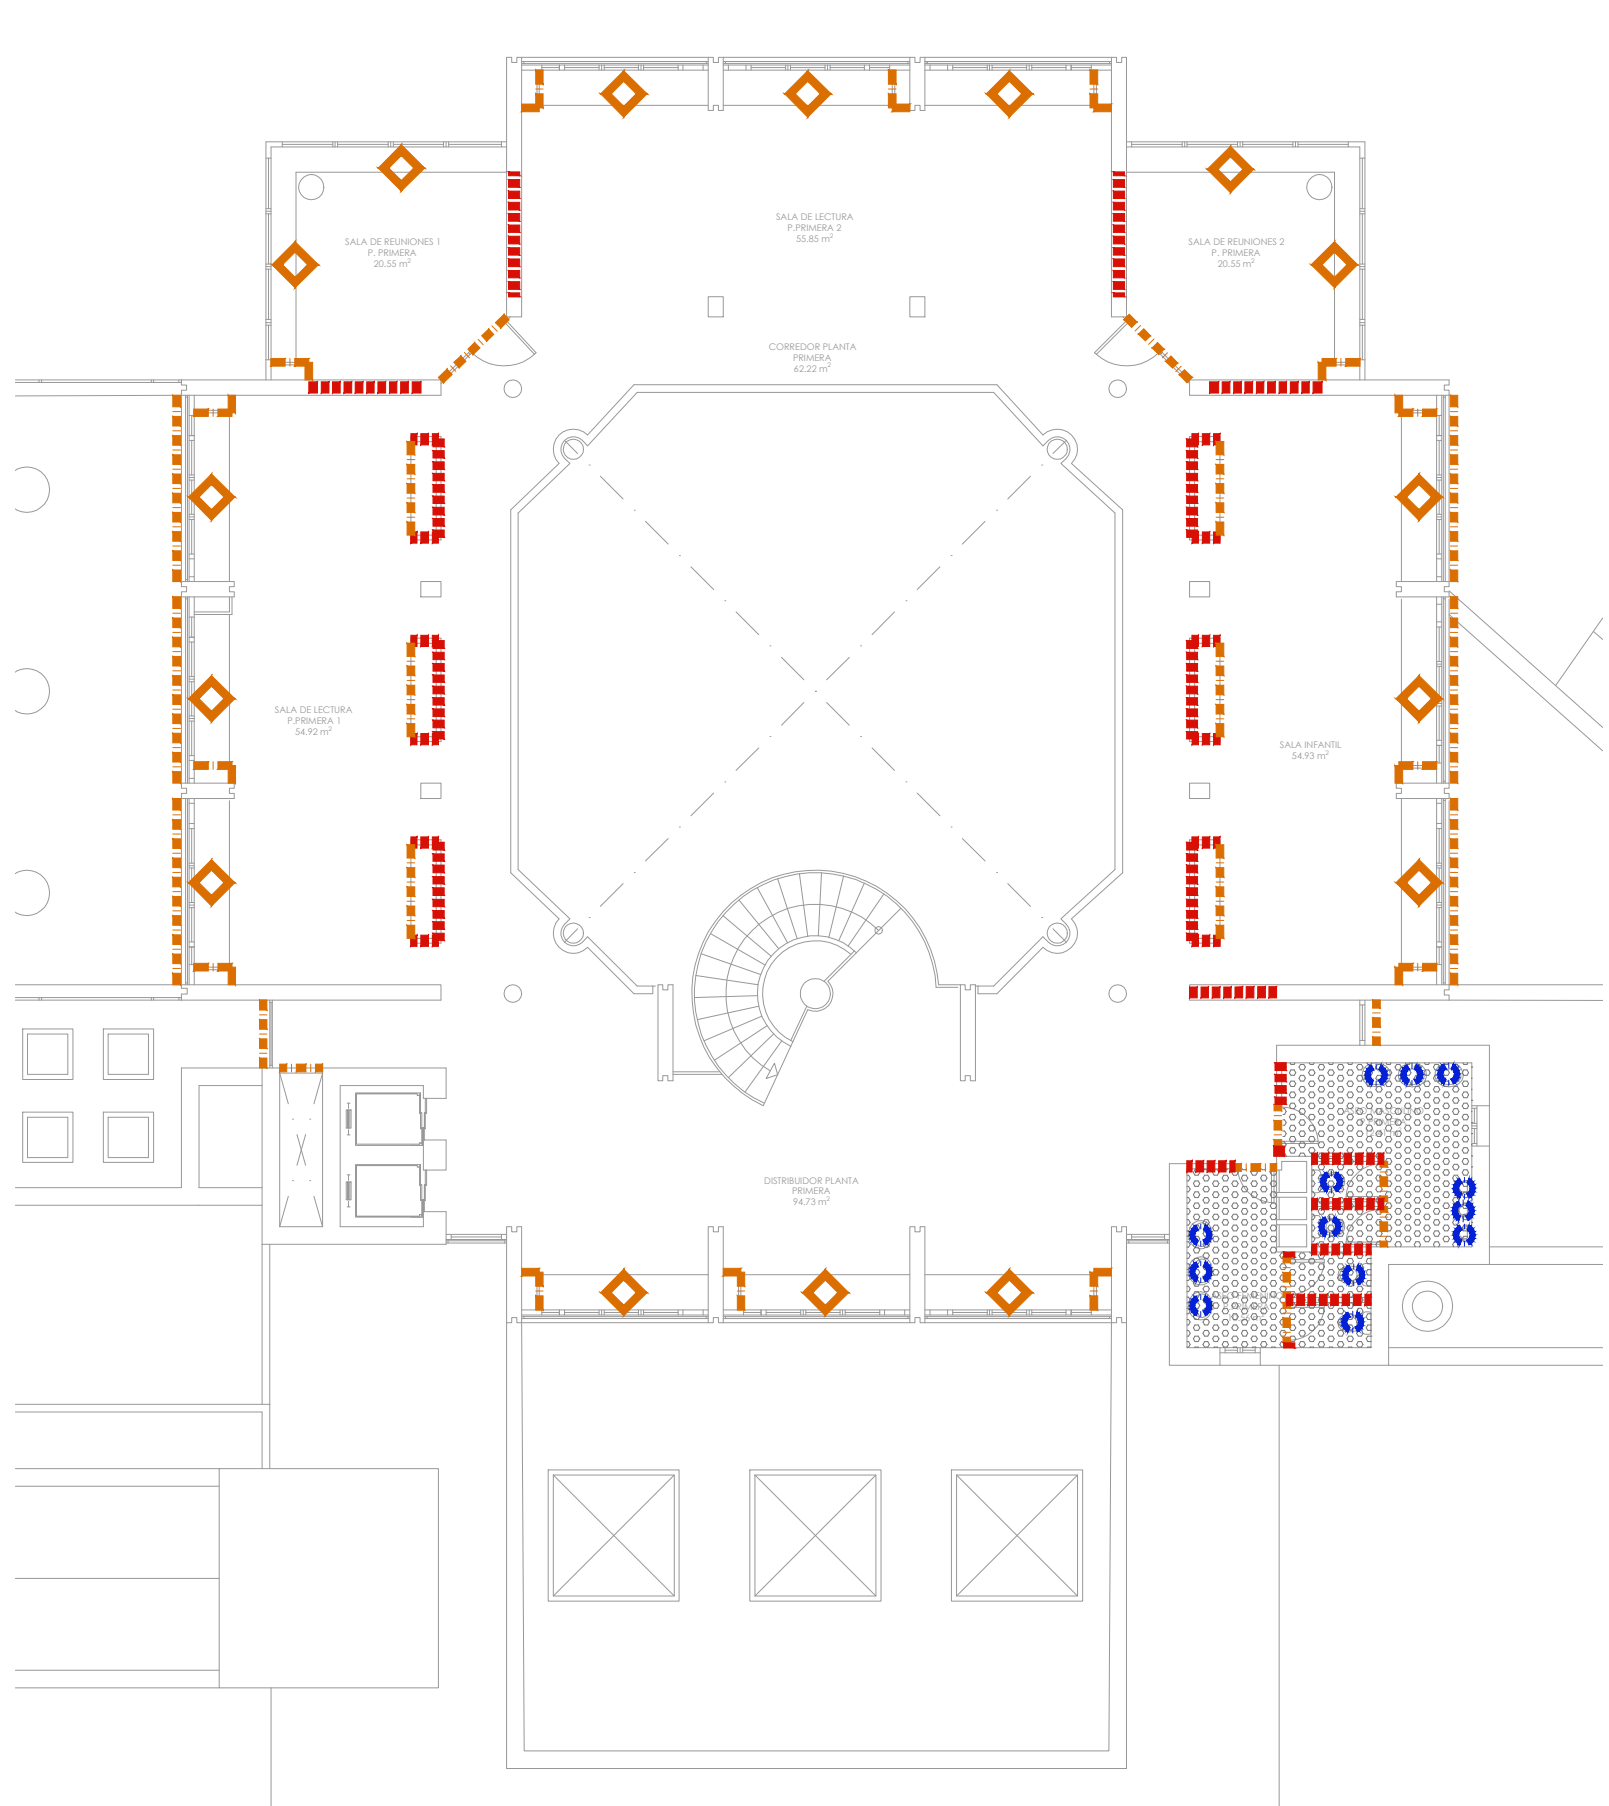 SALA DE LECTURA
P.PRIMERA 2
55.85 m²
SALA DE REUNIONES 1
P. PRIMERA
20.55 m²
SALA DE REUNIONES 2
P. PRIMERA
20.55 m²
CORREDOR PLANTA
PRIMERA
62.22 m²
SALA DE LECTURA
P.PRIMERA 1
54.92 m²
SALA INFANTIL
54.93 m²
PRIMERA
DISTRIBUIDOR PLANTA
PRIMERA
94.73 m²